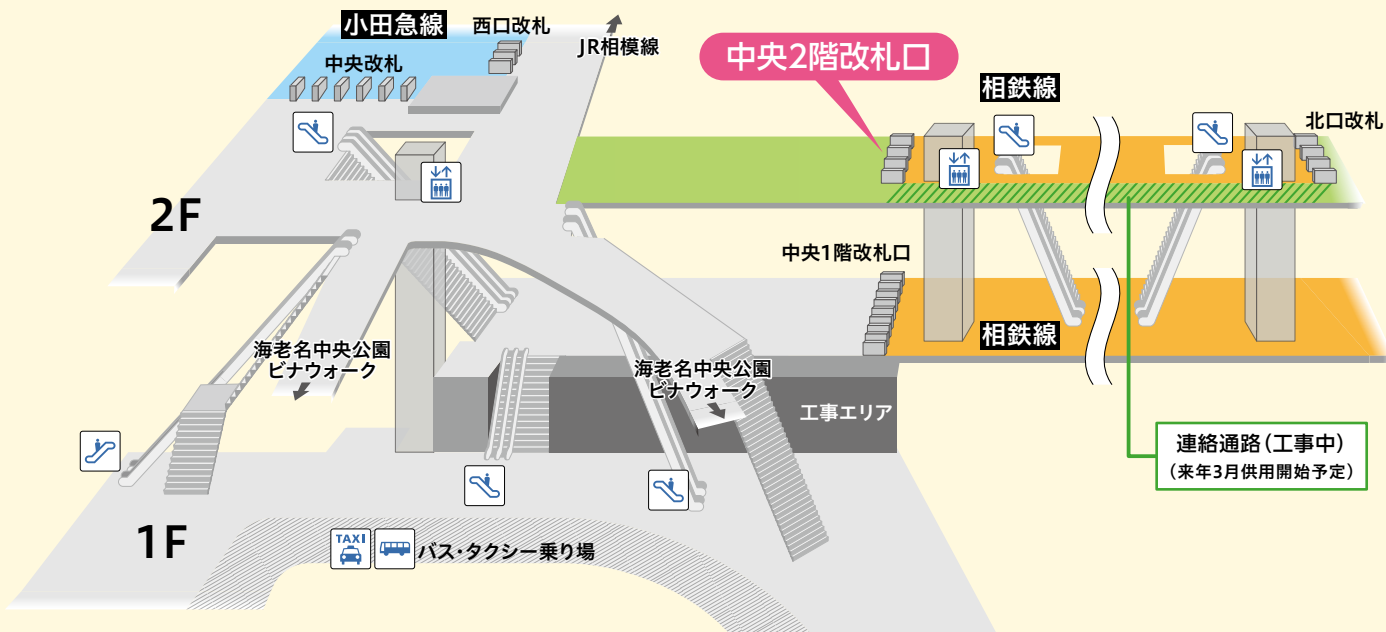 小田急線
西口改札
中央改札
JR相模線
中央2階改札口
相鉄線
北口改札
2F
中央1階改札口
相鉄線
海老名中央公園
ビナウォーク
海老名中央公園
ビナウォーク
工事エリア
連絡通路(工事中)
(来年3月供用開始予定)
1F
TAXI
バス・タクシー乗り場